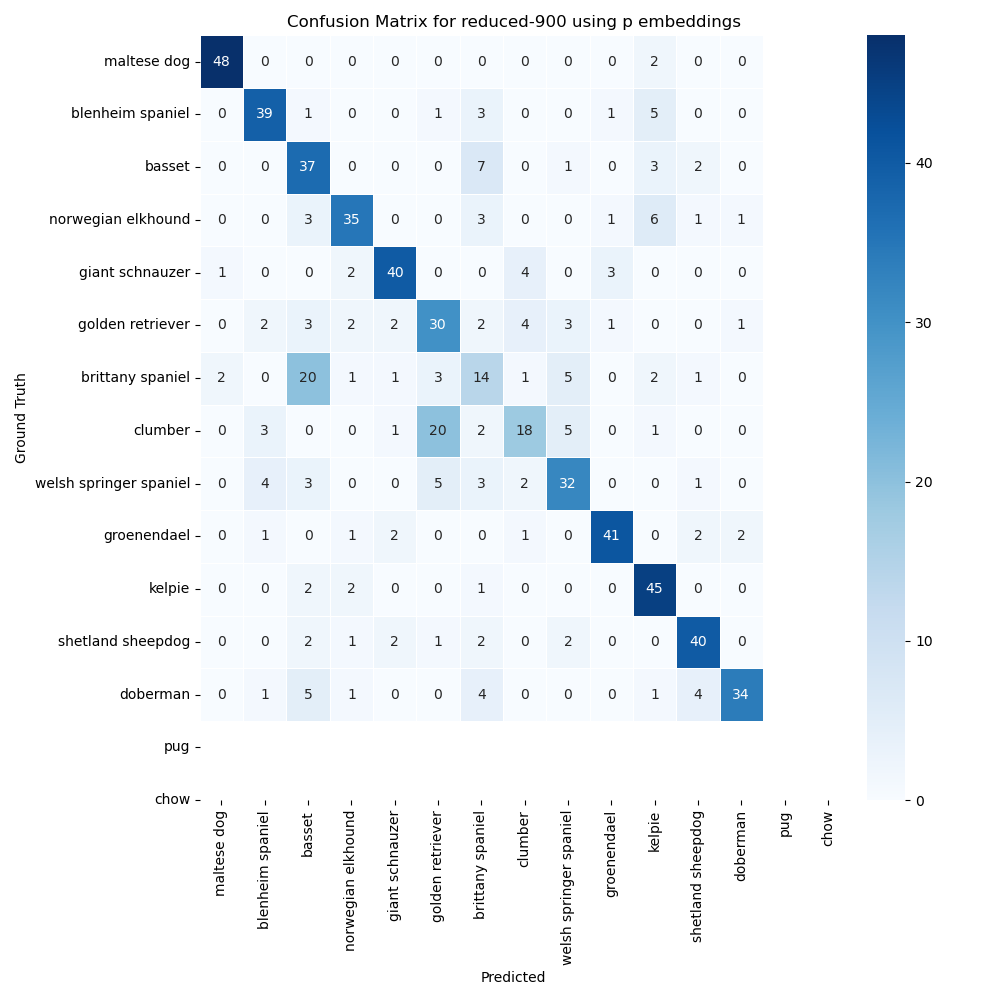 Confusion Matrix for reduced-900 using p embeddings
maltese dog 48 0 0 0 0 0 0 0 0 0 2 0 0
blenheim spaniel 0 39 1 0 0 1 3 0 0 1 5 0 0
basset 0 0 37 0 0 0 7 0 1 0 3 2 0
norwegian elkhound 0 0 3 35 0 0 3 0 0 1 6 1 1
giant schnauzer 1 0 0 2 40 0 0 4 0 3 0 0 0
golden retriever 0 2 3 2 2 30 2 4 3 1 0 0 1
brittany spaniel 2 0 20 1 1 3 14 1 5 0 2 1 0
clumber 0 3 0 0 1 20 2 18 5 0 1 0 0
welsh springer spaniel 0 4 3 0 0 5 3 2 32 0 0 1 0
groenendael 0 1 0 1 2 0 0 1 0 41 0 2 2
kelpie 0 0 2 2 0 0 1 0 0 0 45 0 0
shetland sheepdog 0 0 2 1 2 1 2 0 2 0 0 40 0
doberman 0 1 5 1 0 0 4 0 0 0 1 4 34
pug
chow
Ground Truth
maltese dog
blenheim spaniel
basset
norwegian elkhound
giant schnauzer
golden retriever
brittany spaniel
clumber
welsh springer spaniel
groenendael
kelpie
shetland sheepdog
doberman
pug
chow
Predicted
40
30
20
10
0